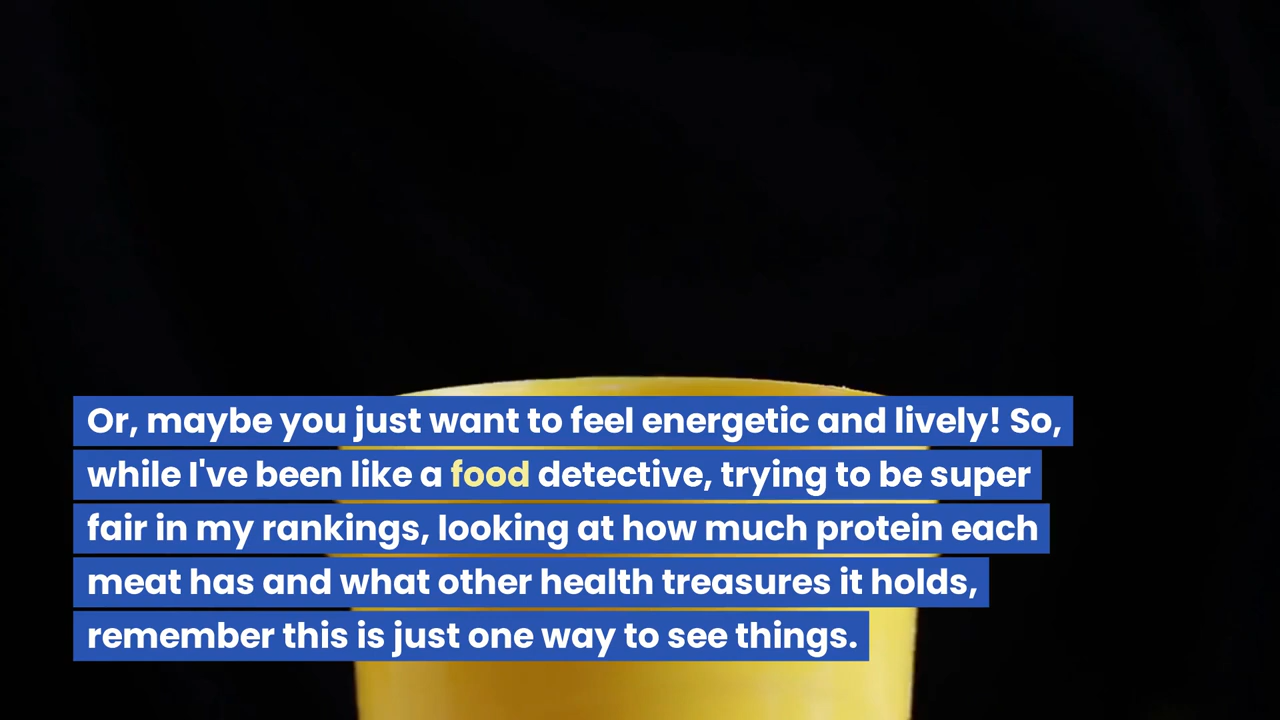 Or, maybe you just want to feel energetic and lively! So,
while I've been like a food detective, trying to be super
fair in my rankings, looking at how much protein each
meat has and what other health treasures it holds,
remember this is just one way to see things.